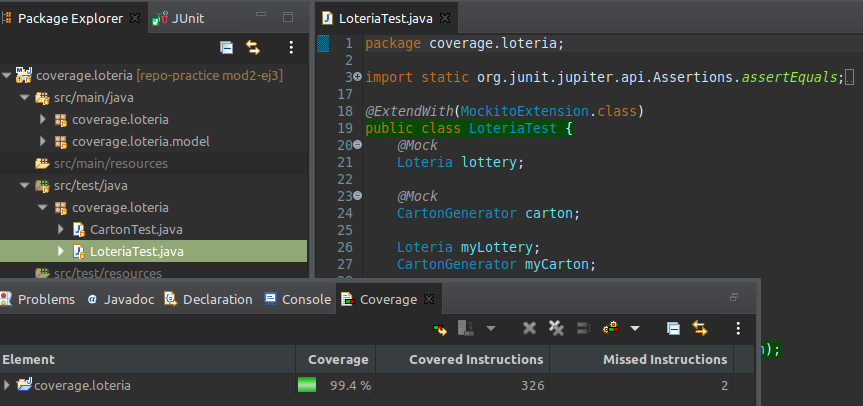 Package Explorer
JUnit
coverage.loteria [repo-practice mod2-ej3]
src/main/java
coverage.loteria
coverage.loteria.model
src/main/resources
src/test/java
coverage.loteria
CartonTest.java
LoteriaTest.java
src/test/resources
LoteriaTest.java
1 package coverage.loteria;
2
3 import static org.junit.jupiter.api.Assertions.assertEquals;
17
18 @ExtendWith(MockitoExtension.class)
19 public class LoteriaTest {
20 @Mock
21 Loteria lottery;
22
23 @Mock
24 CartonGenerator carton;
25
26 Loteria myLottery;
27 CartonGenerator myCarton;
28
);
Problems @ Javadoc Declaration Console Coverage
Element Coverage Covered Instructions Missed Instructions
coverage.loteria 99.4 % 326 2